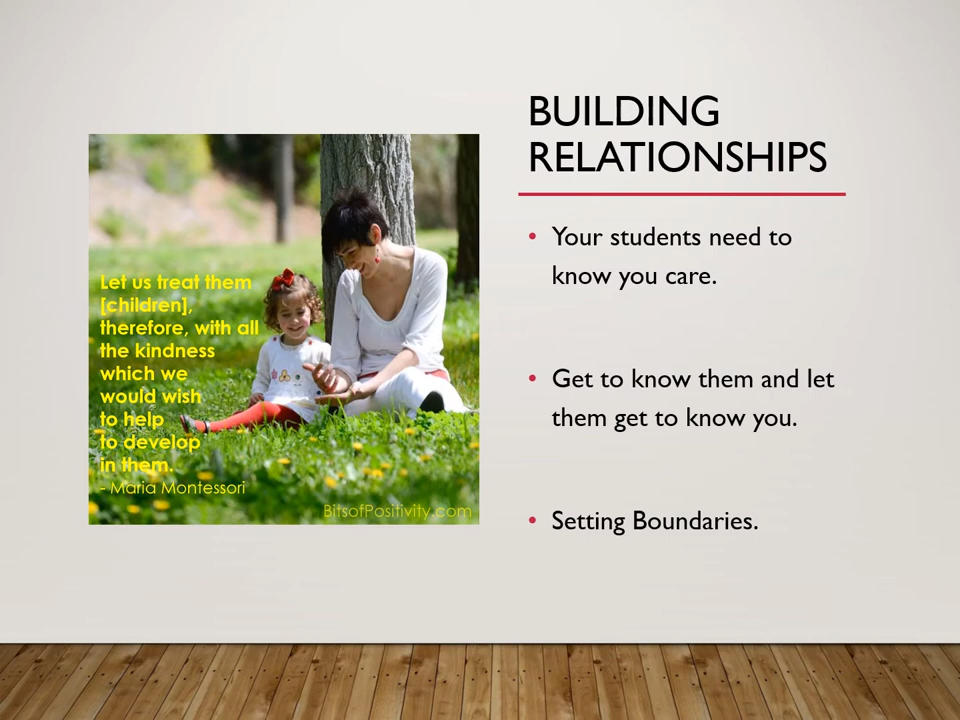 BUILDING
RELATIONSHIPS
Let us treat them
[children],
therefore, with all
the kindness
which we
would wish
to help
to develop
in them.
- Maria Montessori
BitsofPositivity.com
• Your students need to
know you care.
• Get to know them and let
them get to know you.
• Setting Boundaries.